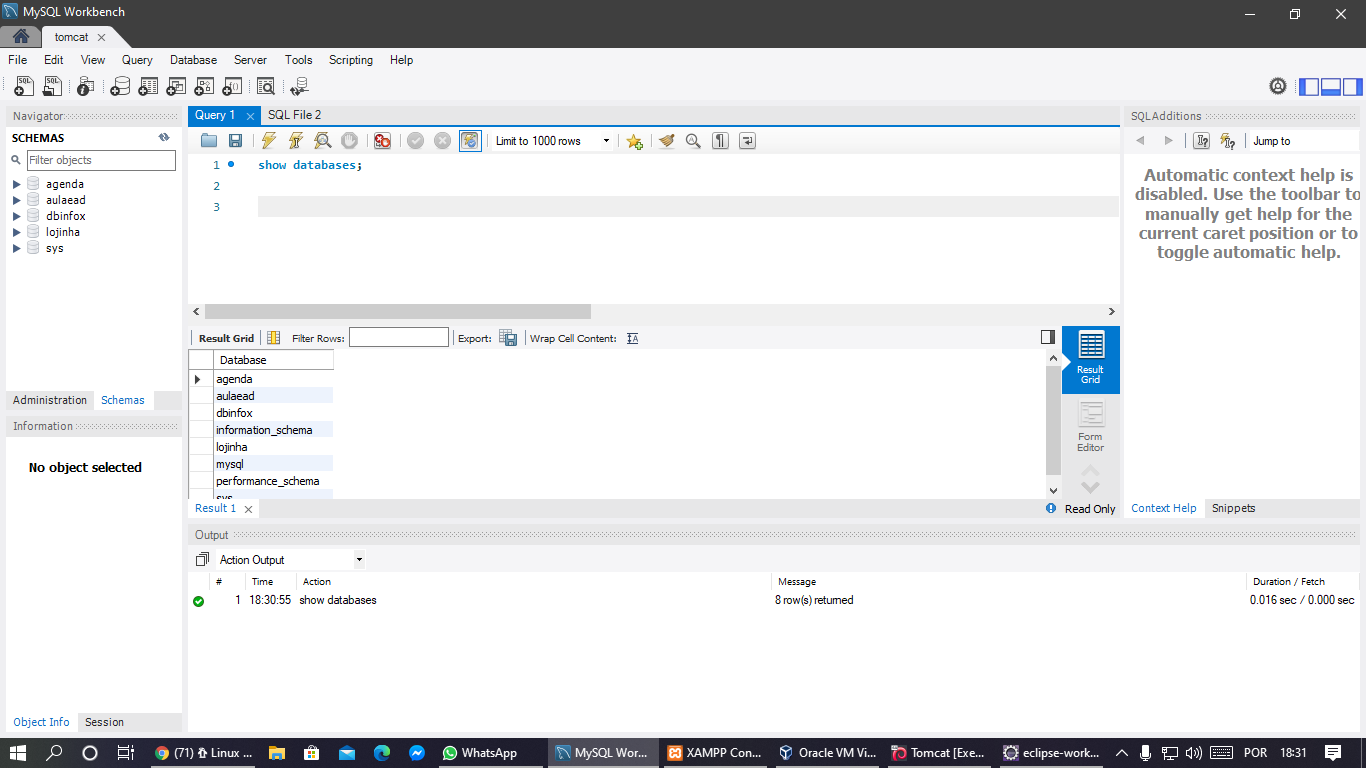 MySQL Workbench
tomcat
File Edit View Query Database Server Tools Scripting Help
Navigator
SCHEMAS
Filter objects
agenda
aulaead
dbinfox
lojinha
sys
Administration Schemas
Information
No object selected
Object Info Session
Query 1 SQL File 2
Limit to 1000 rows
1 show databases;
2
3
Result Grid Filter Rows: Export: Wrap Cell Content:
Database
agenda
aulaead
dbinfox
information_schema
lojinha
mysql
performance_schema
sys
Result Grid
Form Editor
Result 1 Read Only
SQLAdditions
Jump to
Automatic context help is
disabled. Use the toolbar to
manually get help for the
current caret position or to
toggle automatic help.
Context Help Snippets
Output
Action Output
# Time Action Message Duration / Fetch
1 18:30:55 show databases 8 row(s) returned 0.016 sec / 0.000 sec
(71) Linux ... WhatsApp MySQL Wor... XAMPP Con... Oracle VM Vi... Tomcat [Exe... eclipse-work... POR 18:31